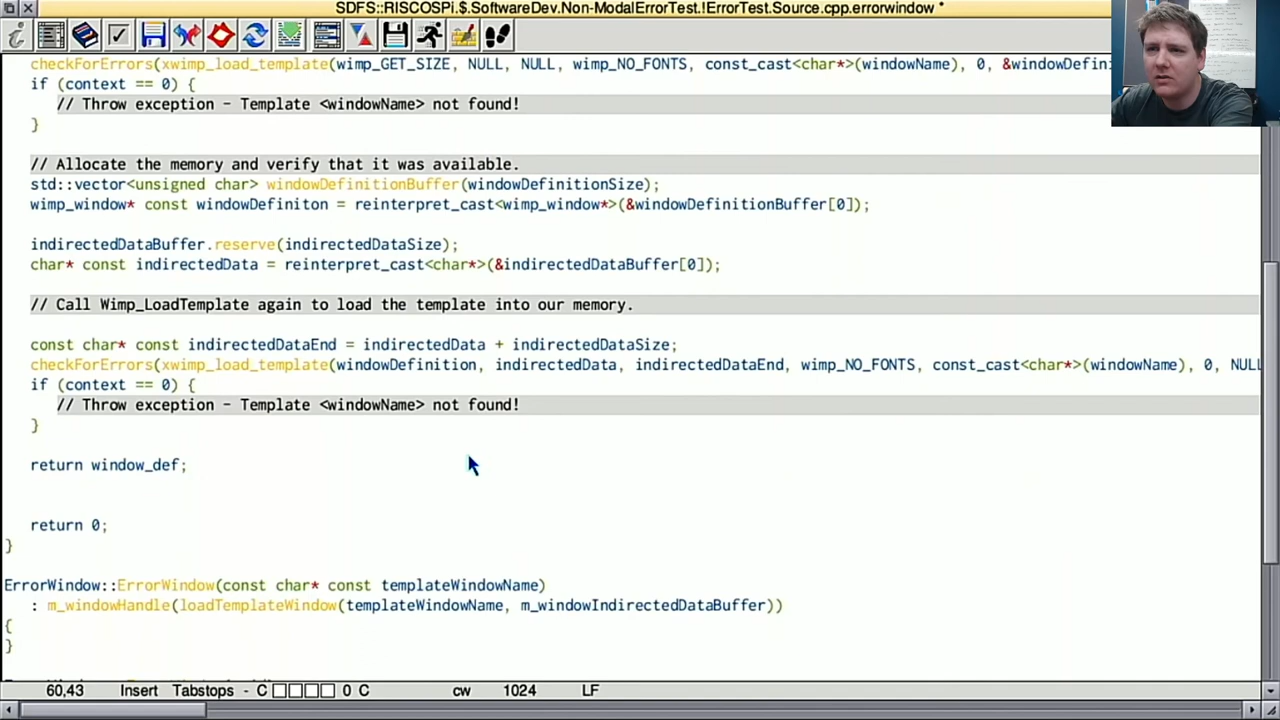 SDFS::RISCOSPi.$.SoftwareDev.Non-ModalErrorTest.!ErrorTest.Source.cpp.errorwindow *
checkForErrors(xwimp_load_template(wimp_GET_SIZE, NULL, NULL, wimp_NO_FONTS, const_cast<char*>(windowName), 0, &windowDefini
if (context == 0) {
// Throw exception - Template <windowName> not found!
}
// Allocate the memory and verify that it was available.
std::vector<unsigned char> windowDefinitionBuffer(windowDefinitionSize);
wimp_window* const windowDefiniton = reinterpret_cast<wimp_window*>(&windowDefinitionBuffer[0]);
indirectedDataBuffer.reserve(indirectedDataSize);
char* const indirectedData = reinterpret_cast<char*>(&indirectedDataBuffer[0]);
// Call Wimp_LoadTemplate again to load the template into our memory.
const char* const indirectedDataEnd = indirectedData + indirectedDataSize;
checkForErrors(xwimp_load_template(windowDefinition, indirectedData, indirectedDataEnd, wimp_NO_FONTS, const_cast<char*>(windowName), 0, NULL
if (context == 0) {
// Throw exception - Template <windowName> not found!
}
return window_def;
return 0;
}
ErrorWindow::ErrorWindow(const char* const templateWindowName)
: m_windowHandle(loadTemplateWindow(templateWindowName, m_windowIndirectedDataBuffer))
{
}
60,43 Insert Tabstops - C 0 C cw 1024 LF